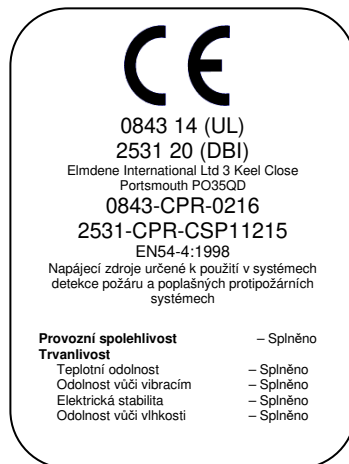 CE
0843 14 (UL)
2531 20 (DBI)
Elmdene International Ltd 3 Keel Close
Portsmouth PO35QD
0843-CPR-0216
2531-CPR-CSP11215
EN54-4:1998
Napájecí zdroje určené k použití v systémech
detekce požáru a poplašných protipožárních
systémech
Provozní spolehlivost – Splněno
Trvanlivost
Teplotní odolnost – Splněno
Odolnost vůči vibracím – Splněno
Elektrická stabilita – Splněno
Odolnost vůči vlhkosti – Splněno